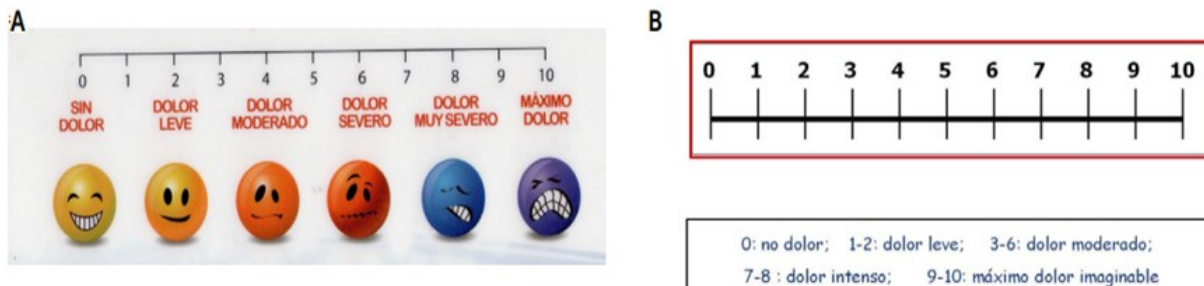 A
0 1 2 3 4 5 6 7 8 9 10
SIN DOLOR
DOLOR LEVE
DOLOR MODERADO
DOLOR SEVERO
DOLOR MUY SEVERO
MÁXIMO DOLOR
B
0 1 2 3 4 5 6 7 8 9 10
0: no dolor; 1-2: dolor leve; 3-6: dolor moderado;
7-8 : dolor intenso; 9-10: máximo dolor imaginable